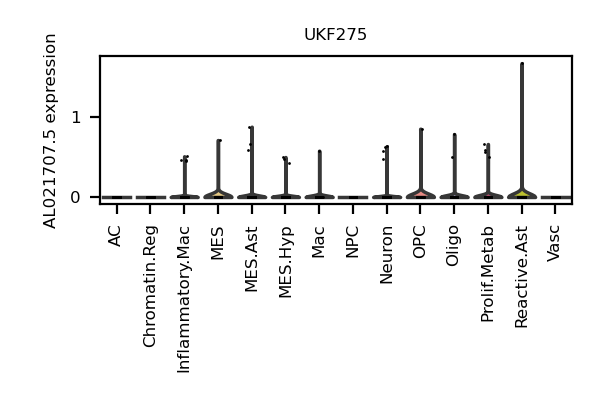 UKF275
AL021707.5 expression
1
0
AC
Chromatin.Reg
Inflammatory.Mac
MES
MES.Ast
MES.Hyp
Mac
NPC
Neuron
OPC
Oligo
Prolif.Metab
Reactive.Ast
Vasc